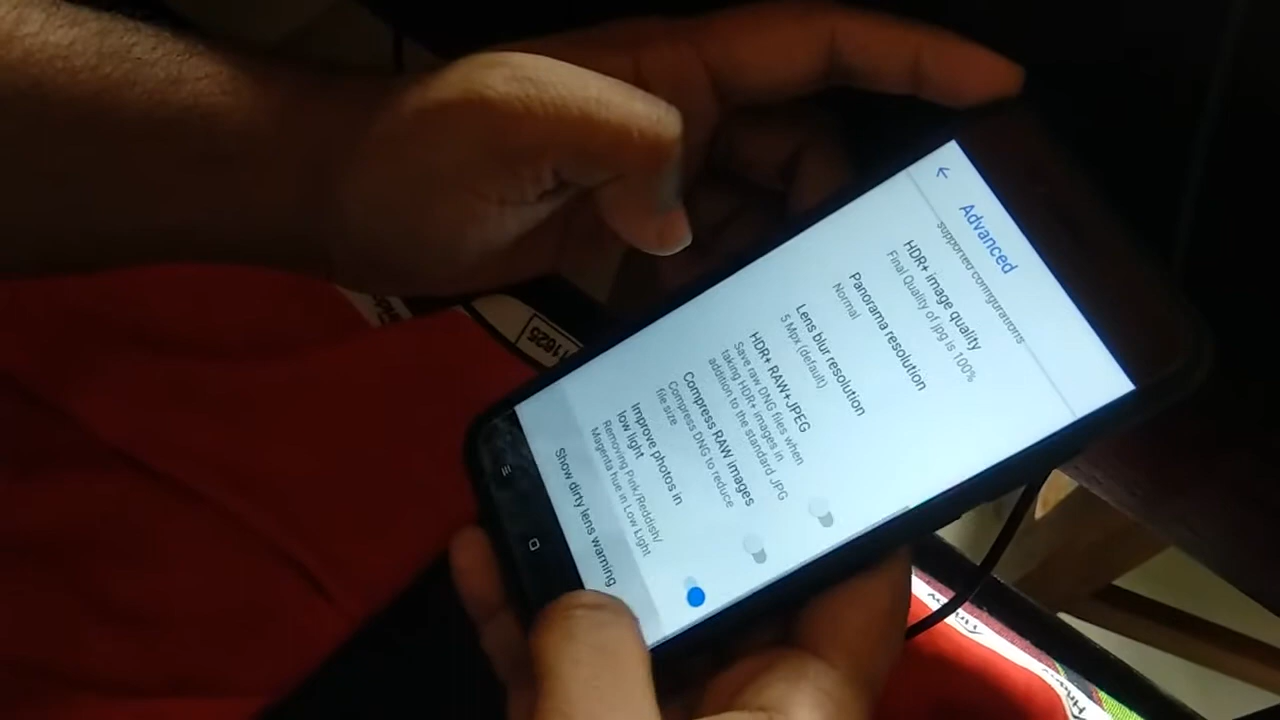 Advanced
supported configurations
HDR+ image quality
Final Quality of jpg is 100%
Panorama resolution
Normal
Lens blur resolution
5 Mpx (default)
HDR+ RAW+JPEG
Save raw DNG files when
taking HDR+ images in
addition to the standard JPG
Compress RAW images
Compress DNG to reduce
file size
Improve photos in
low light
Removing Pink/Reddish/
Magenta hue in Low Light
Show dirty lens warning
11625